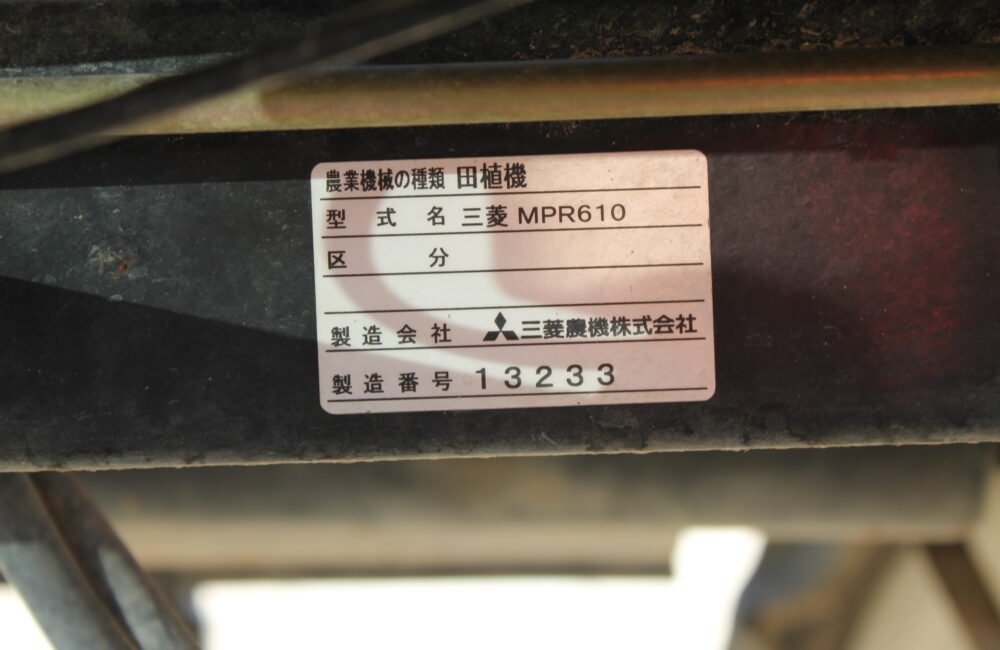 農業機械の種類 田植機
型式名 三菱 MPR610
区分
製造会社 三菱農機株式会社
製造番号 13233